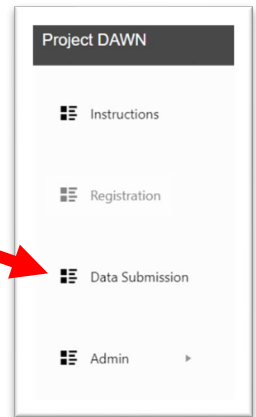 Project DAWN
Instructions
Registration
Data Submission
Admin